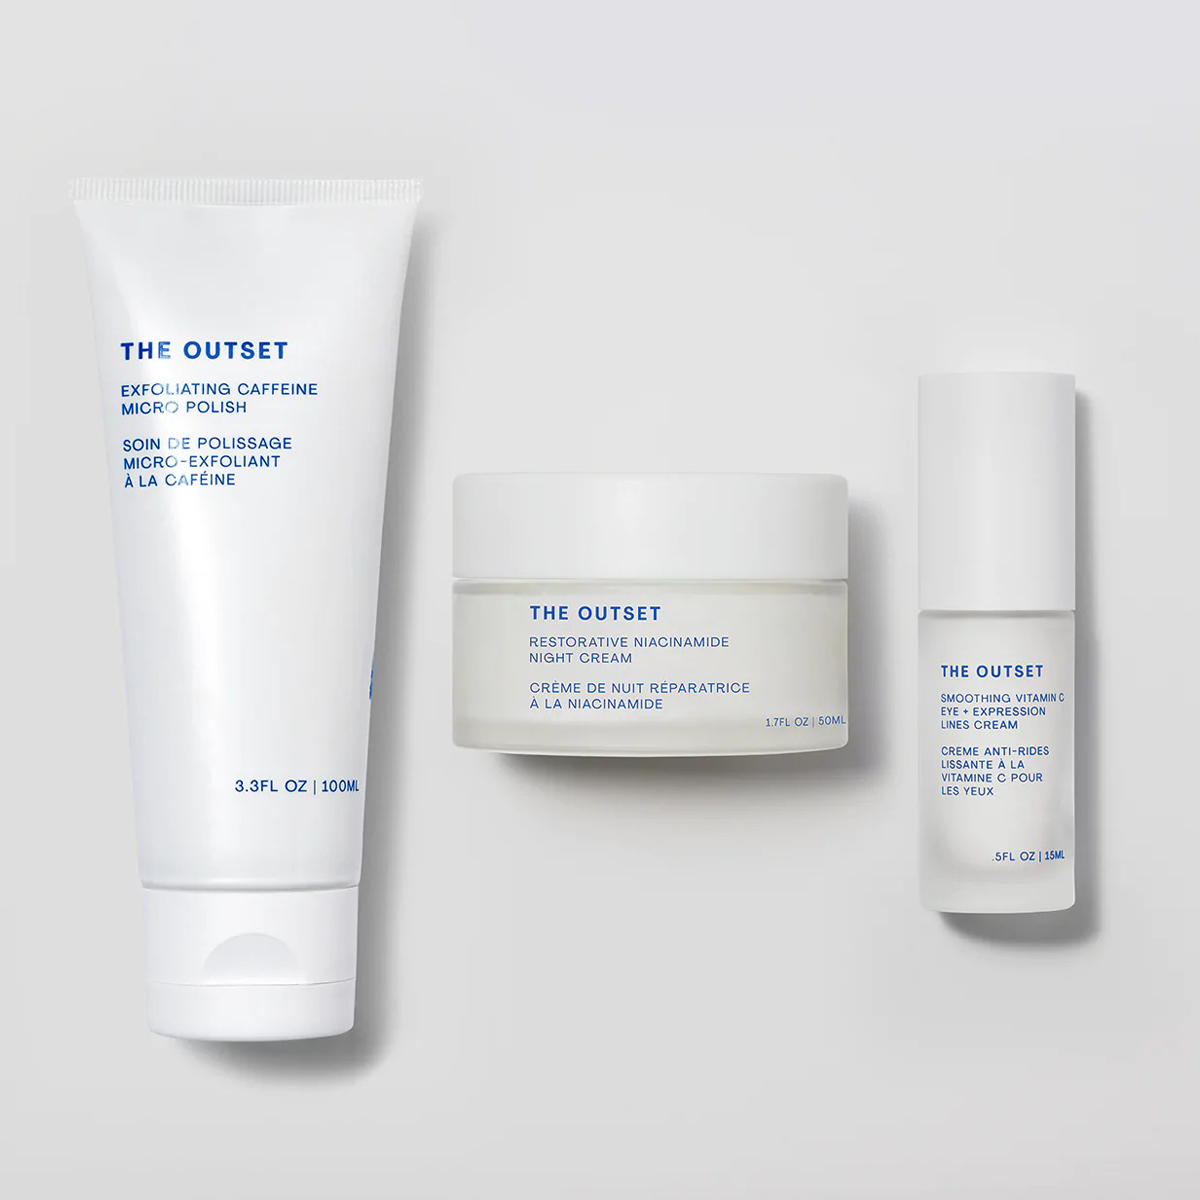 THE OUTSET
EXFOLIATING CAFFEINE
MICRO POLISH
SOIN DE POLISSAGE
MICRO-EXFOLIANT
À LA CAFÉINE
3.3FL OZ | 100ML
THE OUTSET
RESTORATIVE NIACINAMIDE
NIGHT CREAM
CRÈME DE NUIT RÉPARATRICE
À LA NIACINAMIDE
1.7FL OZ | 50ML
THE OUTSET
SMOOTHING VITAMIN C
EYE + EXPRESSION
LINES CREAM
CREME ANTI-RIDES
LISSANTE À LA
VITAMINE C POUR
LES YEUX
.5FL OZ | 15ML